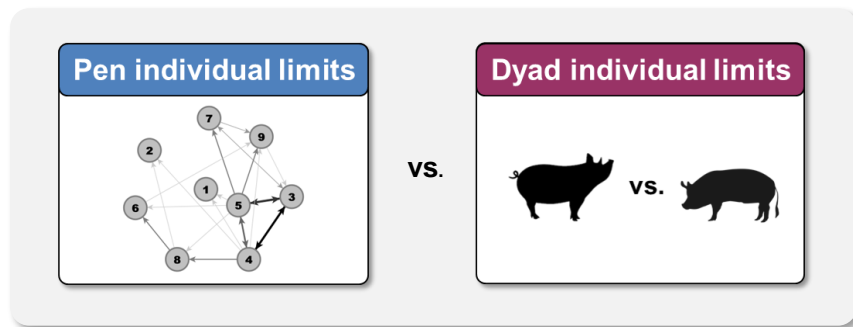 Pen individual limits
Dyad individual limits
7
9
2
vs.
1
3
vs.
5
6
4
8